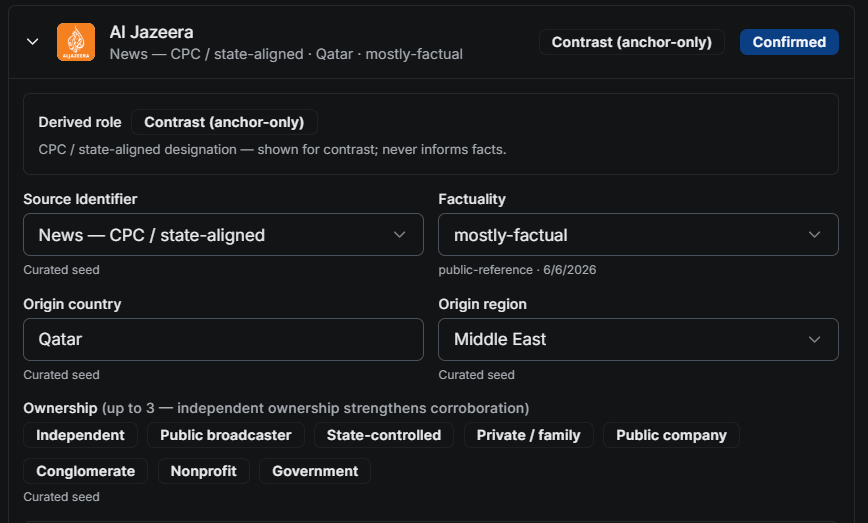 ALJAZEERA
Al Jazeera
News — CPC / state-aligned · Qatar · mostly-factual
Contrast (anchor-only)
Confirmed
Derived role
Contrast (anchor-only)
CPC / state-aligned designation — shown for contrast; never informs facts.
Source Identifier
Factuality
News — CPC / state-aligned
mostly-factual
Curated seed
public-reference · 6/6/2026
Origin country
Origin region
Qatar
Middle East
Curated seed
Curated seed
Ownership (up to 3 — independent ownership strengthens corroboration)
Independent
Public broadcaster
State-controlled
Private / family
Public company
Conglomerate
Nonprofit
Government
Curated seed